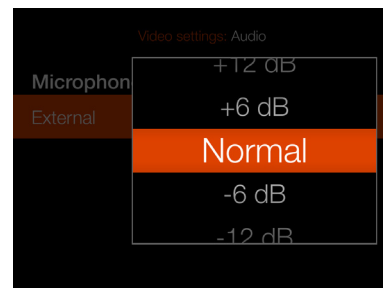 Video settings: Audio
Microphon
External
+12 dB
+6 dB
Normal
-6 dB
-12 dB